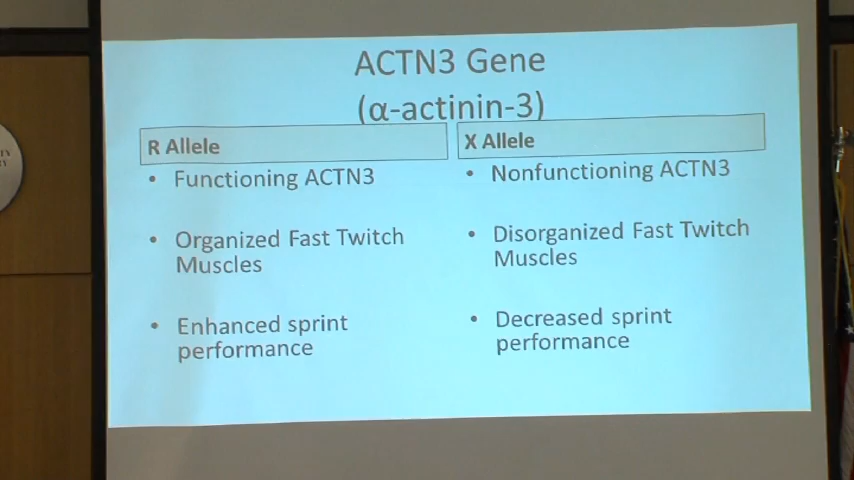 ACTN3 Gene
(α-actinin-3)
R Allele
• Functioning ACTN3
• Organized Fast Twitch
Muscles
• Enhanced sprint
performance
X Allele
• Nonfunctioning ACTN3
• Disorganized Fast Twitch
Muscles
• Decreased sprint
performance